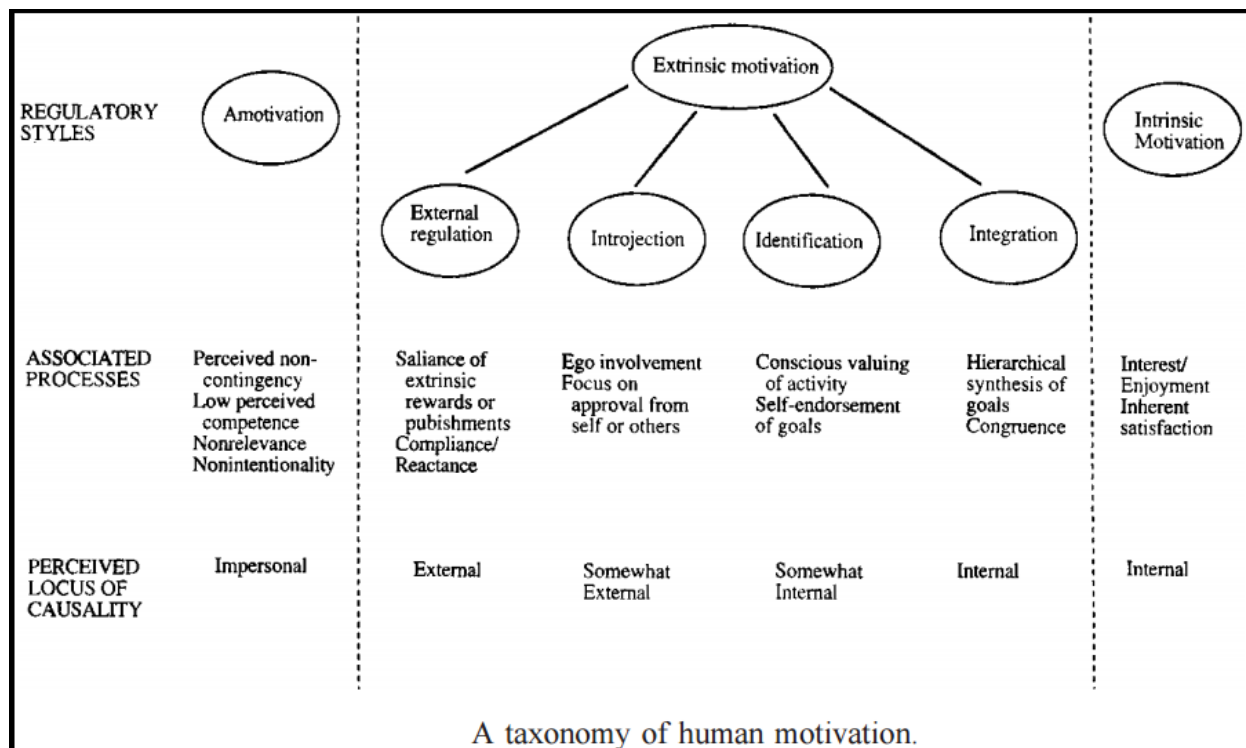 Extrinsic motivation
REGULATORY
STYLES
Amotivation
Intrinsic
Motivation
External
regulation
Introjection
Identification
Integration
ASSOCIATED
PROCESSES
Perceived non-
contingency
Low perceived
competence
Nonrelevance
Nonintentionality
Saliance of
extrinsic
rewards or
pubishments
Compliance/
Reactance
Ego involvement
Focus on
approval from
self or others
Conscious valuing
of activity
Self-endorsement
of goals
Hierarchical
synthesis of
goals
Congruence
Interest/
Enjoyment
Inherent
satisfaction
PERCEIVED
LOCUS OF
CAUSALITY
Impersonal
External
Somewhat
External
Somewhat
Internal
Internal
Internal
A taxonomy of human motivation.